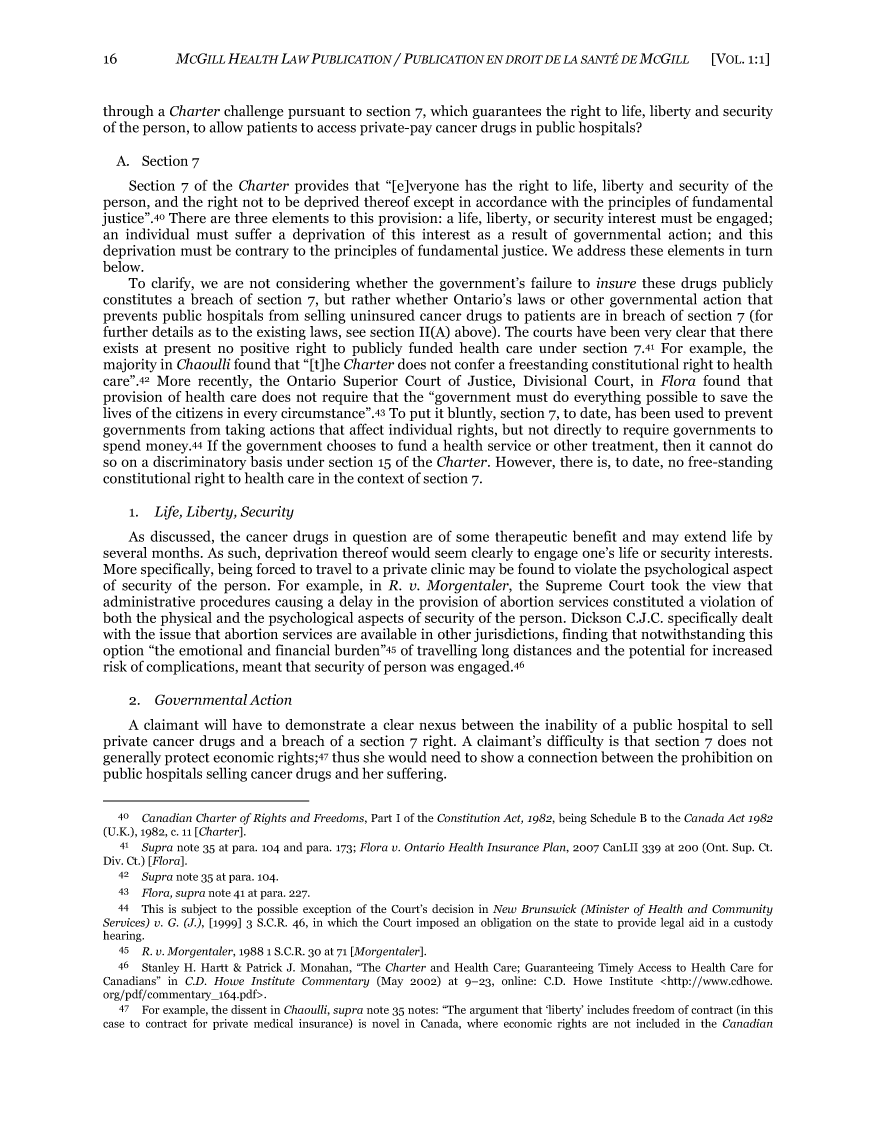 16 MCGILL HEALTH LAW PUBLICATION / PUBLICATION EN DROIT DE LA SANTÉ DE MCGILL [VOL. 1:1]
through a Charter challenge pursuant to section 7, which guarantees the right to life, liberty and security
of the person, to allow patients to access private-pay cancer drugs in public hospitals?
A. Section 7
Section 7 of the Charter provides that “[e]veryone has the right to life, liberty and security of the
person, and the right not to be deprived thereof except in accordance with the principles of fundamental
justice”.40 There are three elements to this provision: a life, liberty, or security interest must be engaged;
an individual must suffer a deprivation of this interest as a result of governmental action; and this
deprivation must be contrary to the principles of fundamental justice. We address these elements in turn
below.
To clarify, we are not considering whether the government’s failure to insure these drugs publicly
constitutes a breach of section 7, but rather whether Ontario’s laws or other governmental action that
prevents public hospitals from selling uninsured cancer drugs to patients are in breach of section 7 (for
further details as to the existing laws, see section II(A) above). The courts have been very clear that there
exists at present no positive right to publicly funded health care under section 7.41 For example, the
majority in Chaoulli found that “[t]he Charter does not confer a freestanding constitutional right to health
care”.42 More recently, the Ontario Superior Court of Justice, Divisional Court, in Flora found that
provision of health care does not require that the “government must do everything possible to save the
lives of the citizens in every circumstance”.43 To put it bluntly, section 7, to date, has been used to prevent
governments from taking actions that affect individual rights, but not directly to require governments to
spend money.44 If the government chooses to fund a health service or other treatment, then it cannot do
so on a discriminatory basis under section 15 of the Charter. However, there is, to date, no free-standing
constitutional right to health care in the context of section 7.
1. Life, Liberty, Security
As discussed, the cancer drugs in question are of some therapeutic benefit and may extend life by
several months. As such, deprivation thereof would seem clearly to engage one’s life or security interests.
More specifically, being forced to travel to a private clinic may be found to violate the psychological aspect
of security of the person. For example, in R. v. Morgentaler, the Supreme Court took the view that
administrative procedures causing a delay in the provision of abortion services constituted a violation of
both the physical and the psychological aspects of security of the person. Dickson C.J.C. specifically dealt
with the issue that abortion services are available in other jurisdictions, finding that notwithstanding this
option “the emotional and financial burden”45 of travelling long distances and the potential for increased
risk of complications, meant that security of person was engaged.46
2. Governmental Action
A claimant will have to demonstrate a clear nexus between the inability of a public hospital to sell
private cancer drugs and a breach of a section 7 right. A claimant’s difficulty is that section 7 does not
generally protect economic rights;47 thus she would need to show a connection between the prohibition on
public hospitals selling cancer drugs and her suffering.
40 Canadian Charter of Rights and Freedoms, Part I of the Constitution Act, 1982, being Schedule B to the Canada Act 1982
(U.K.), 1982, c. 11 [Charter].
41 Supra note 35 at para. 104 and para. 173; Flora v. Ontario Health Insurance Plan, 2007 CanLII 339 at 200 (Ont. Sup. Ct.
Div. Ct.) [Flora].
42 Supra note 35 at para. 104.
43 Flora, supra note 41 at para. 227.
44 This is subject to the possible exception of the Court’s decision in New Brunswick (Minister of Health and Community
Services) v. G. (J.), [1999] 3 S.C.R. 46, in which the Court imposed an obligation on the state to provide legal aid in a custody
hearing.
45 R. v. Morgentaler, 1988 1 S.C.R. 30 at 71 [Morgentaler].
46 Stanley H. Hartt & Patrick J. Monahan, “The Charter and Health Care; Guaranteeing Timely Access to Health Care for
Canadians” in C.D. Howe Institute Commentary (May 2002) at 9–23, online: C.D. Howe Institute <http://www.cdhowe.
org/pdf/commentary_164.pdf>.
47 For example, the dissent in Chaoulli, supra note 35 notes: “The argument that ‘liberty’ includes freedom of contract (in this
case to contract for private medical insurance) is novel in Canada, where economic rights are not included in the Canadian